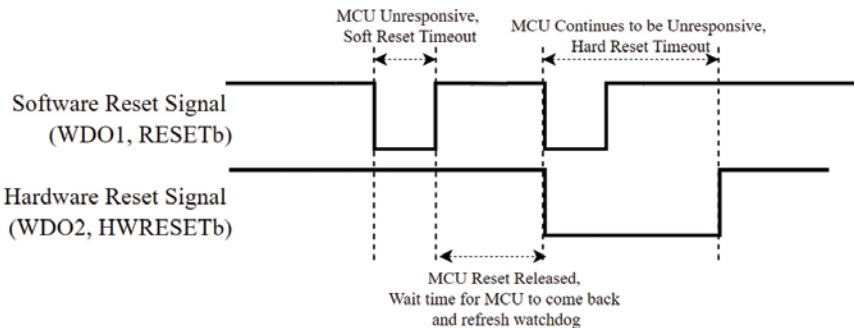 MCU Unresponsive,
Soft Reset Timeout
MCU Continues to be Unresponsive,
Hard Reset Timeout
Software Reset Signal
(WDO1, RESETb)
Hardware Reset Signal
(WDO2, HWRESETb)
MCU Reset Released,
Wait time for MCU to come back
and refresh watchdog